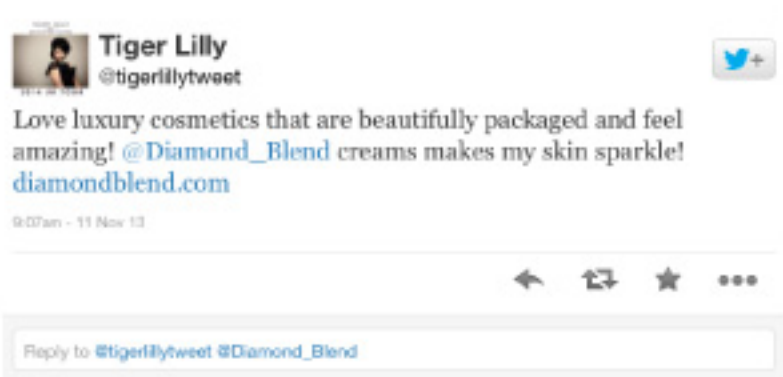 Tiger Lilly
@tigerlillytweet
Love luxury cosmetics that are beautifully packaged and feel
amazing! @Diamond_Blend creams makes my skin sparkle!
diamondblend.com
9:07am - 11 Nov 13
Reply to @tigerlillytweet @Diamond_Blend